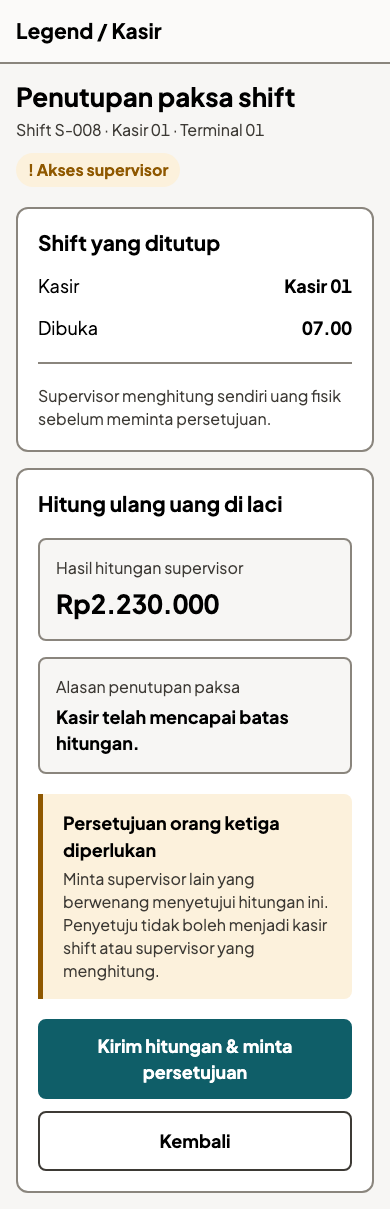 Legend / Kasir
Penutupan paksa shift
Shift S-008 · Kasir 01 · Terminal 01
! Akses supervisor
Shift yang ditutup
Kasir Kasir 01
Dibuka 07.00
Supervisor menghitung sendiri uang fisik
sebelum meminta persetujuan.
Hitung ulang uang di laci
Hasil hitungan supervisor
Rp2.230.000
Alasan penutupan paksa
Kasir telah mencapai batas
hitungan.
Persetujuan orang ketiga
diperlukan
Minta supervisor lain yang
berwenang menyetujui hitungan ini.
Penyetuju tidak boleh menjadi kasir
shift atau supervisor yang
menghitung.
Kirim hitungan & minta
persetujuan
Kembali